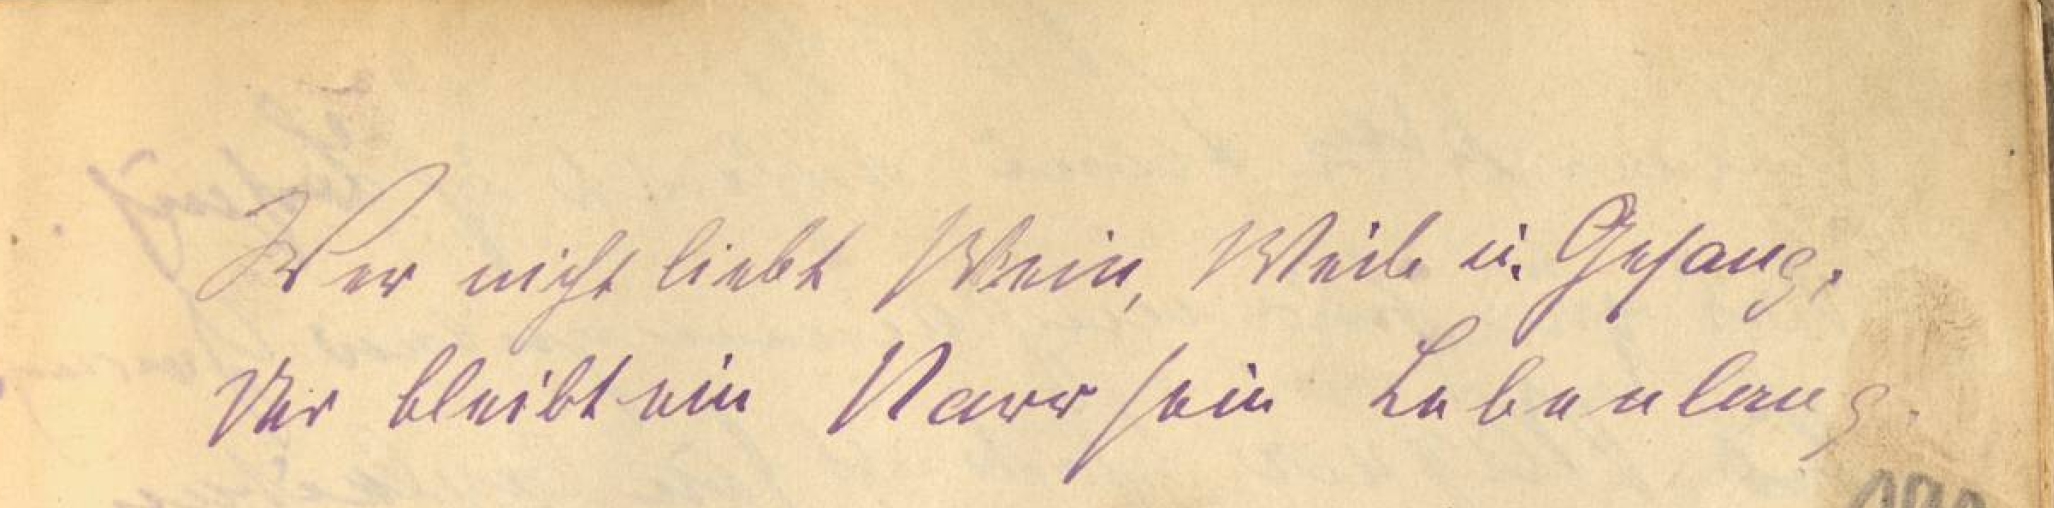 Wer nicht liebt Wein, Weib u. Gesang,
Der bleibt ein Narr sein Lebenlang.